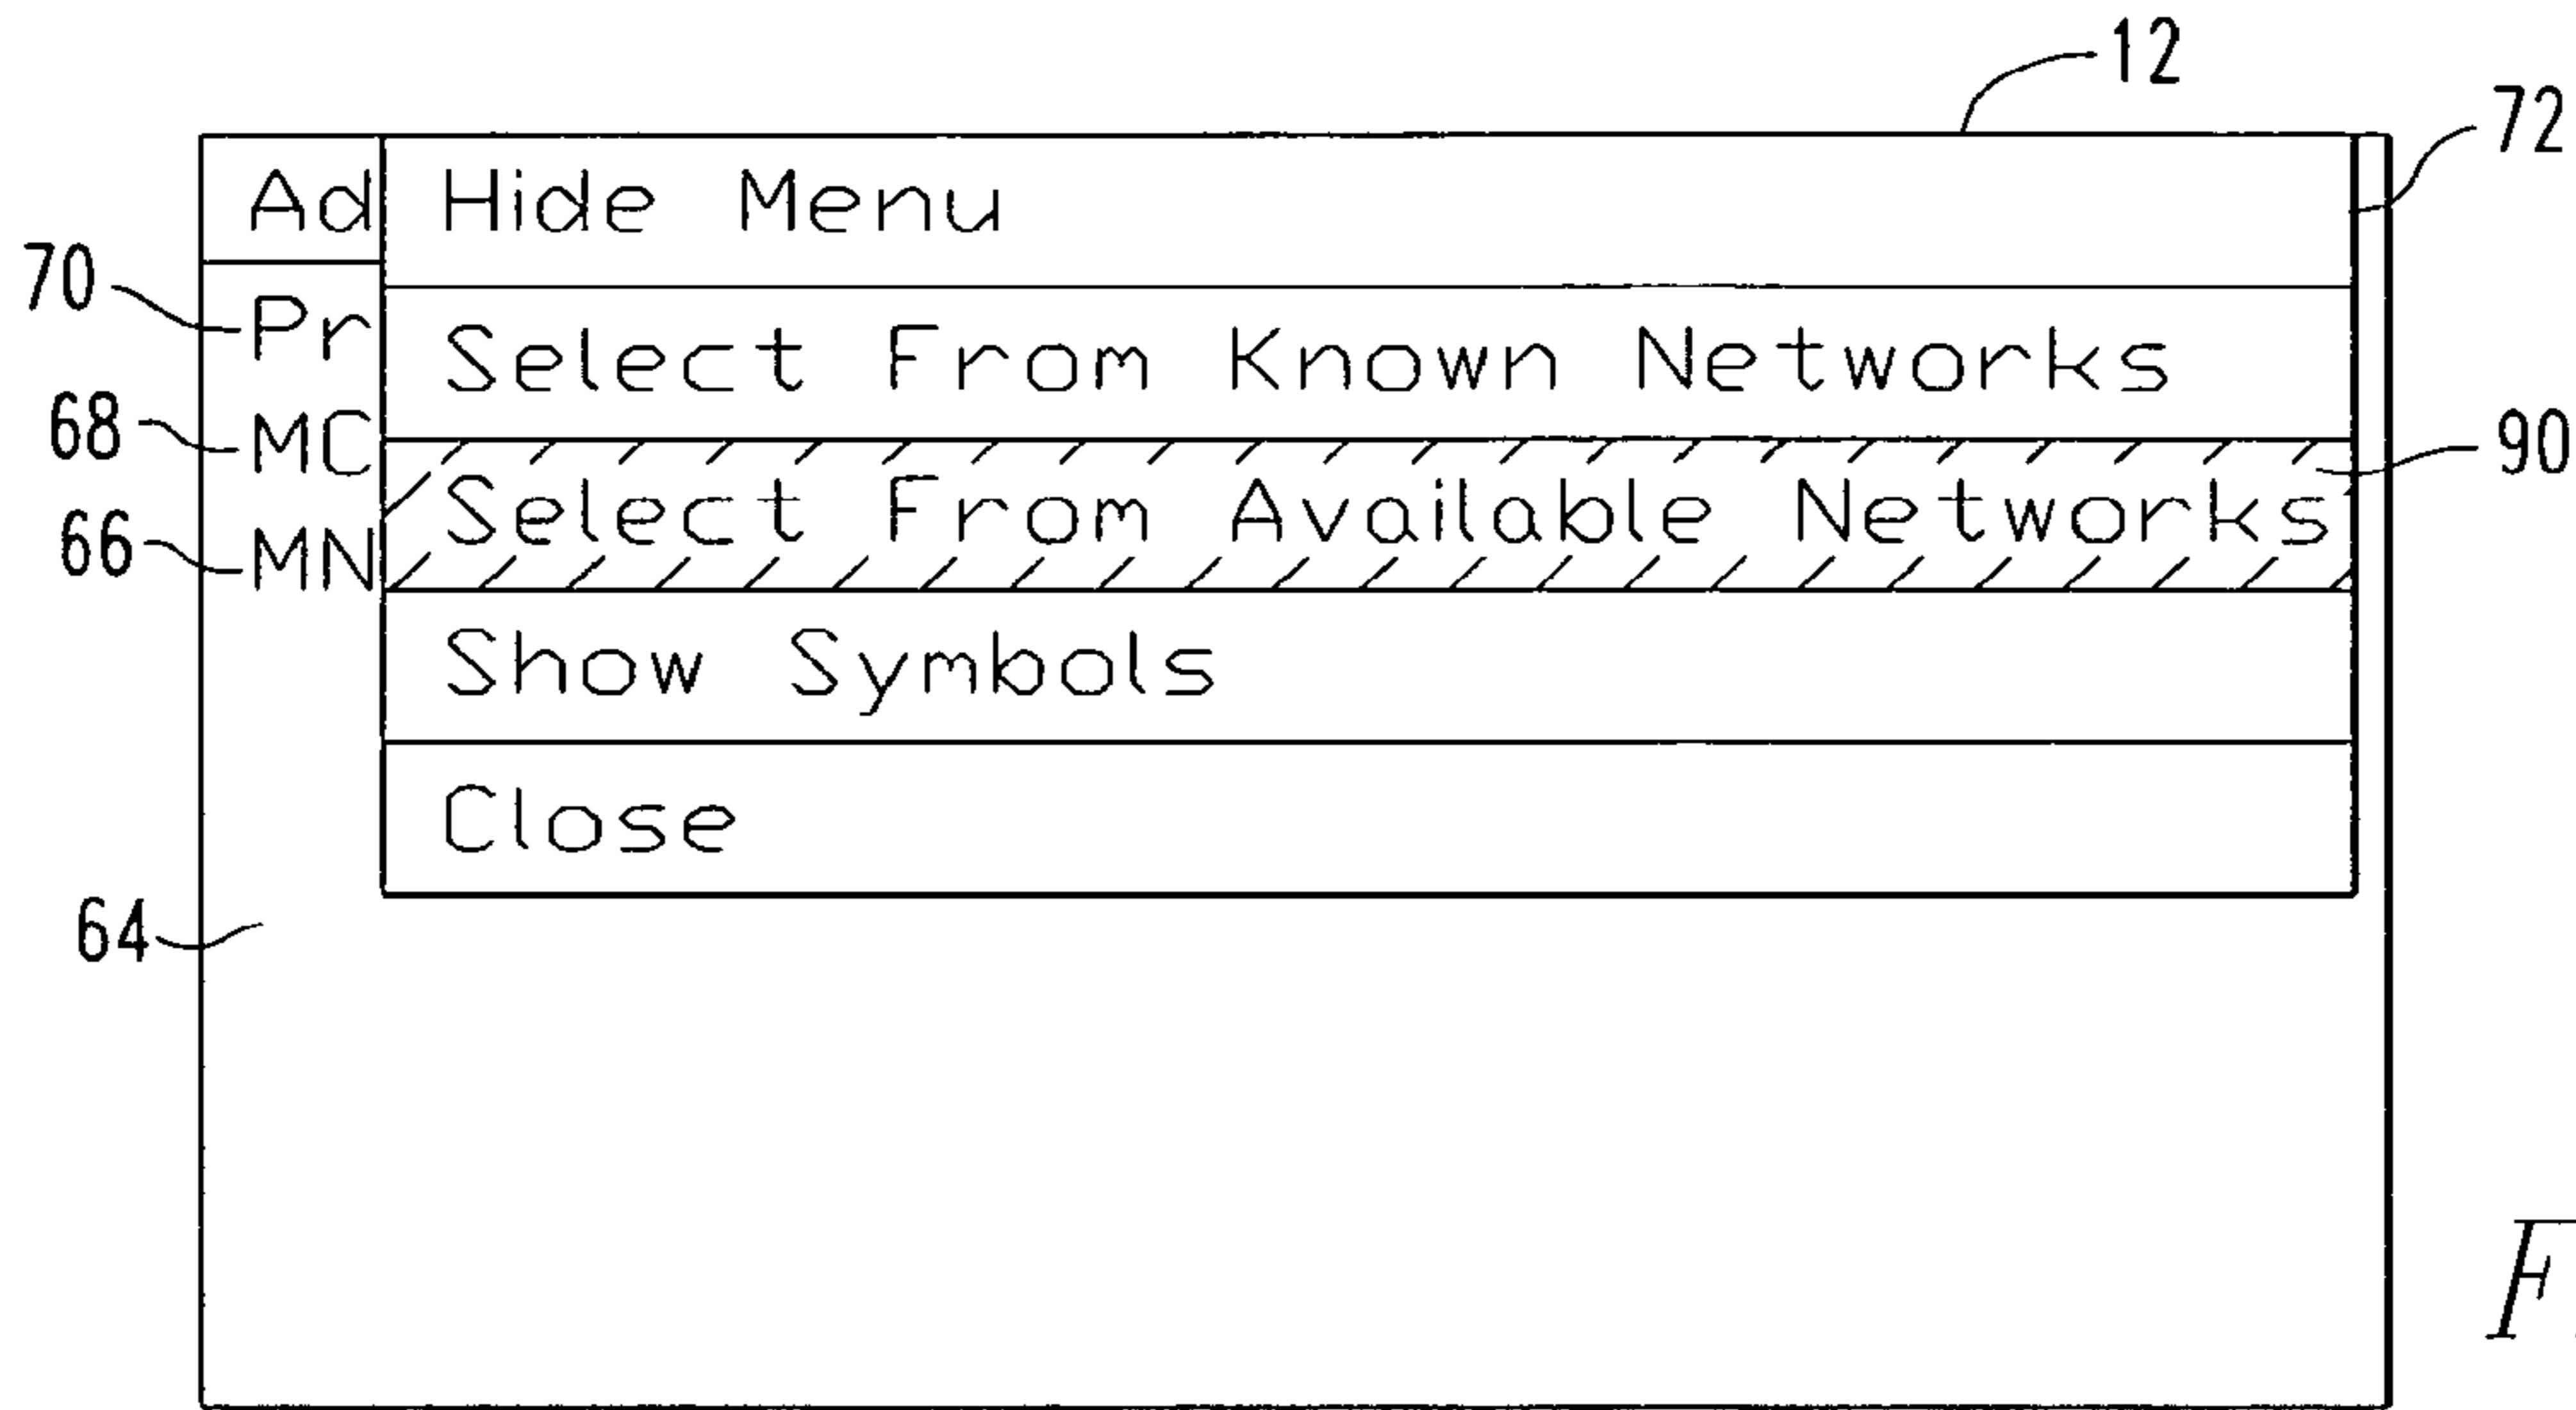 12
72
Ad Hide Menu
70
Pr
Select From Known Networks
68
MC
90
Select From Available Networks
66
MN
Show Symbols
Close
64
F